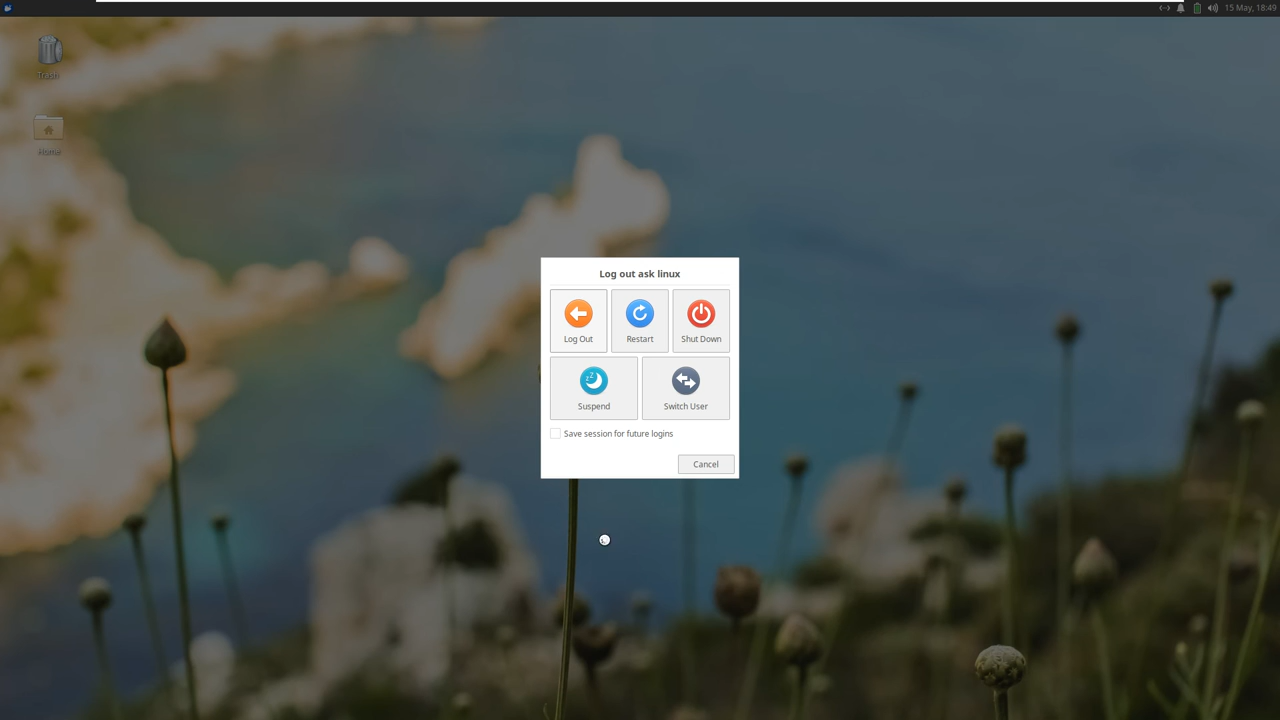 15 May, 18:49
Trash
Home
Log out ask linux
Log Out
Restart
Shut Down
Suspend
Switch User
Save session for future logins
Cancel